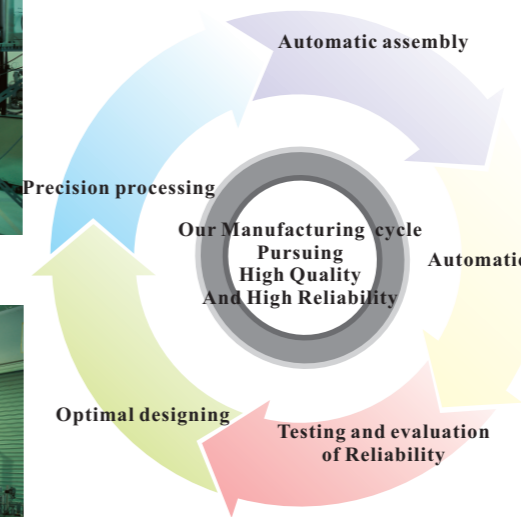 Automatic assembly
Precision processing
Our Manufacturing cycle
Pursuing
High Quality
And High Reliability
Automatic
Optimal designing
Testing and evaluation
of Reliability